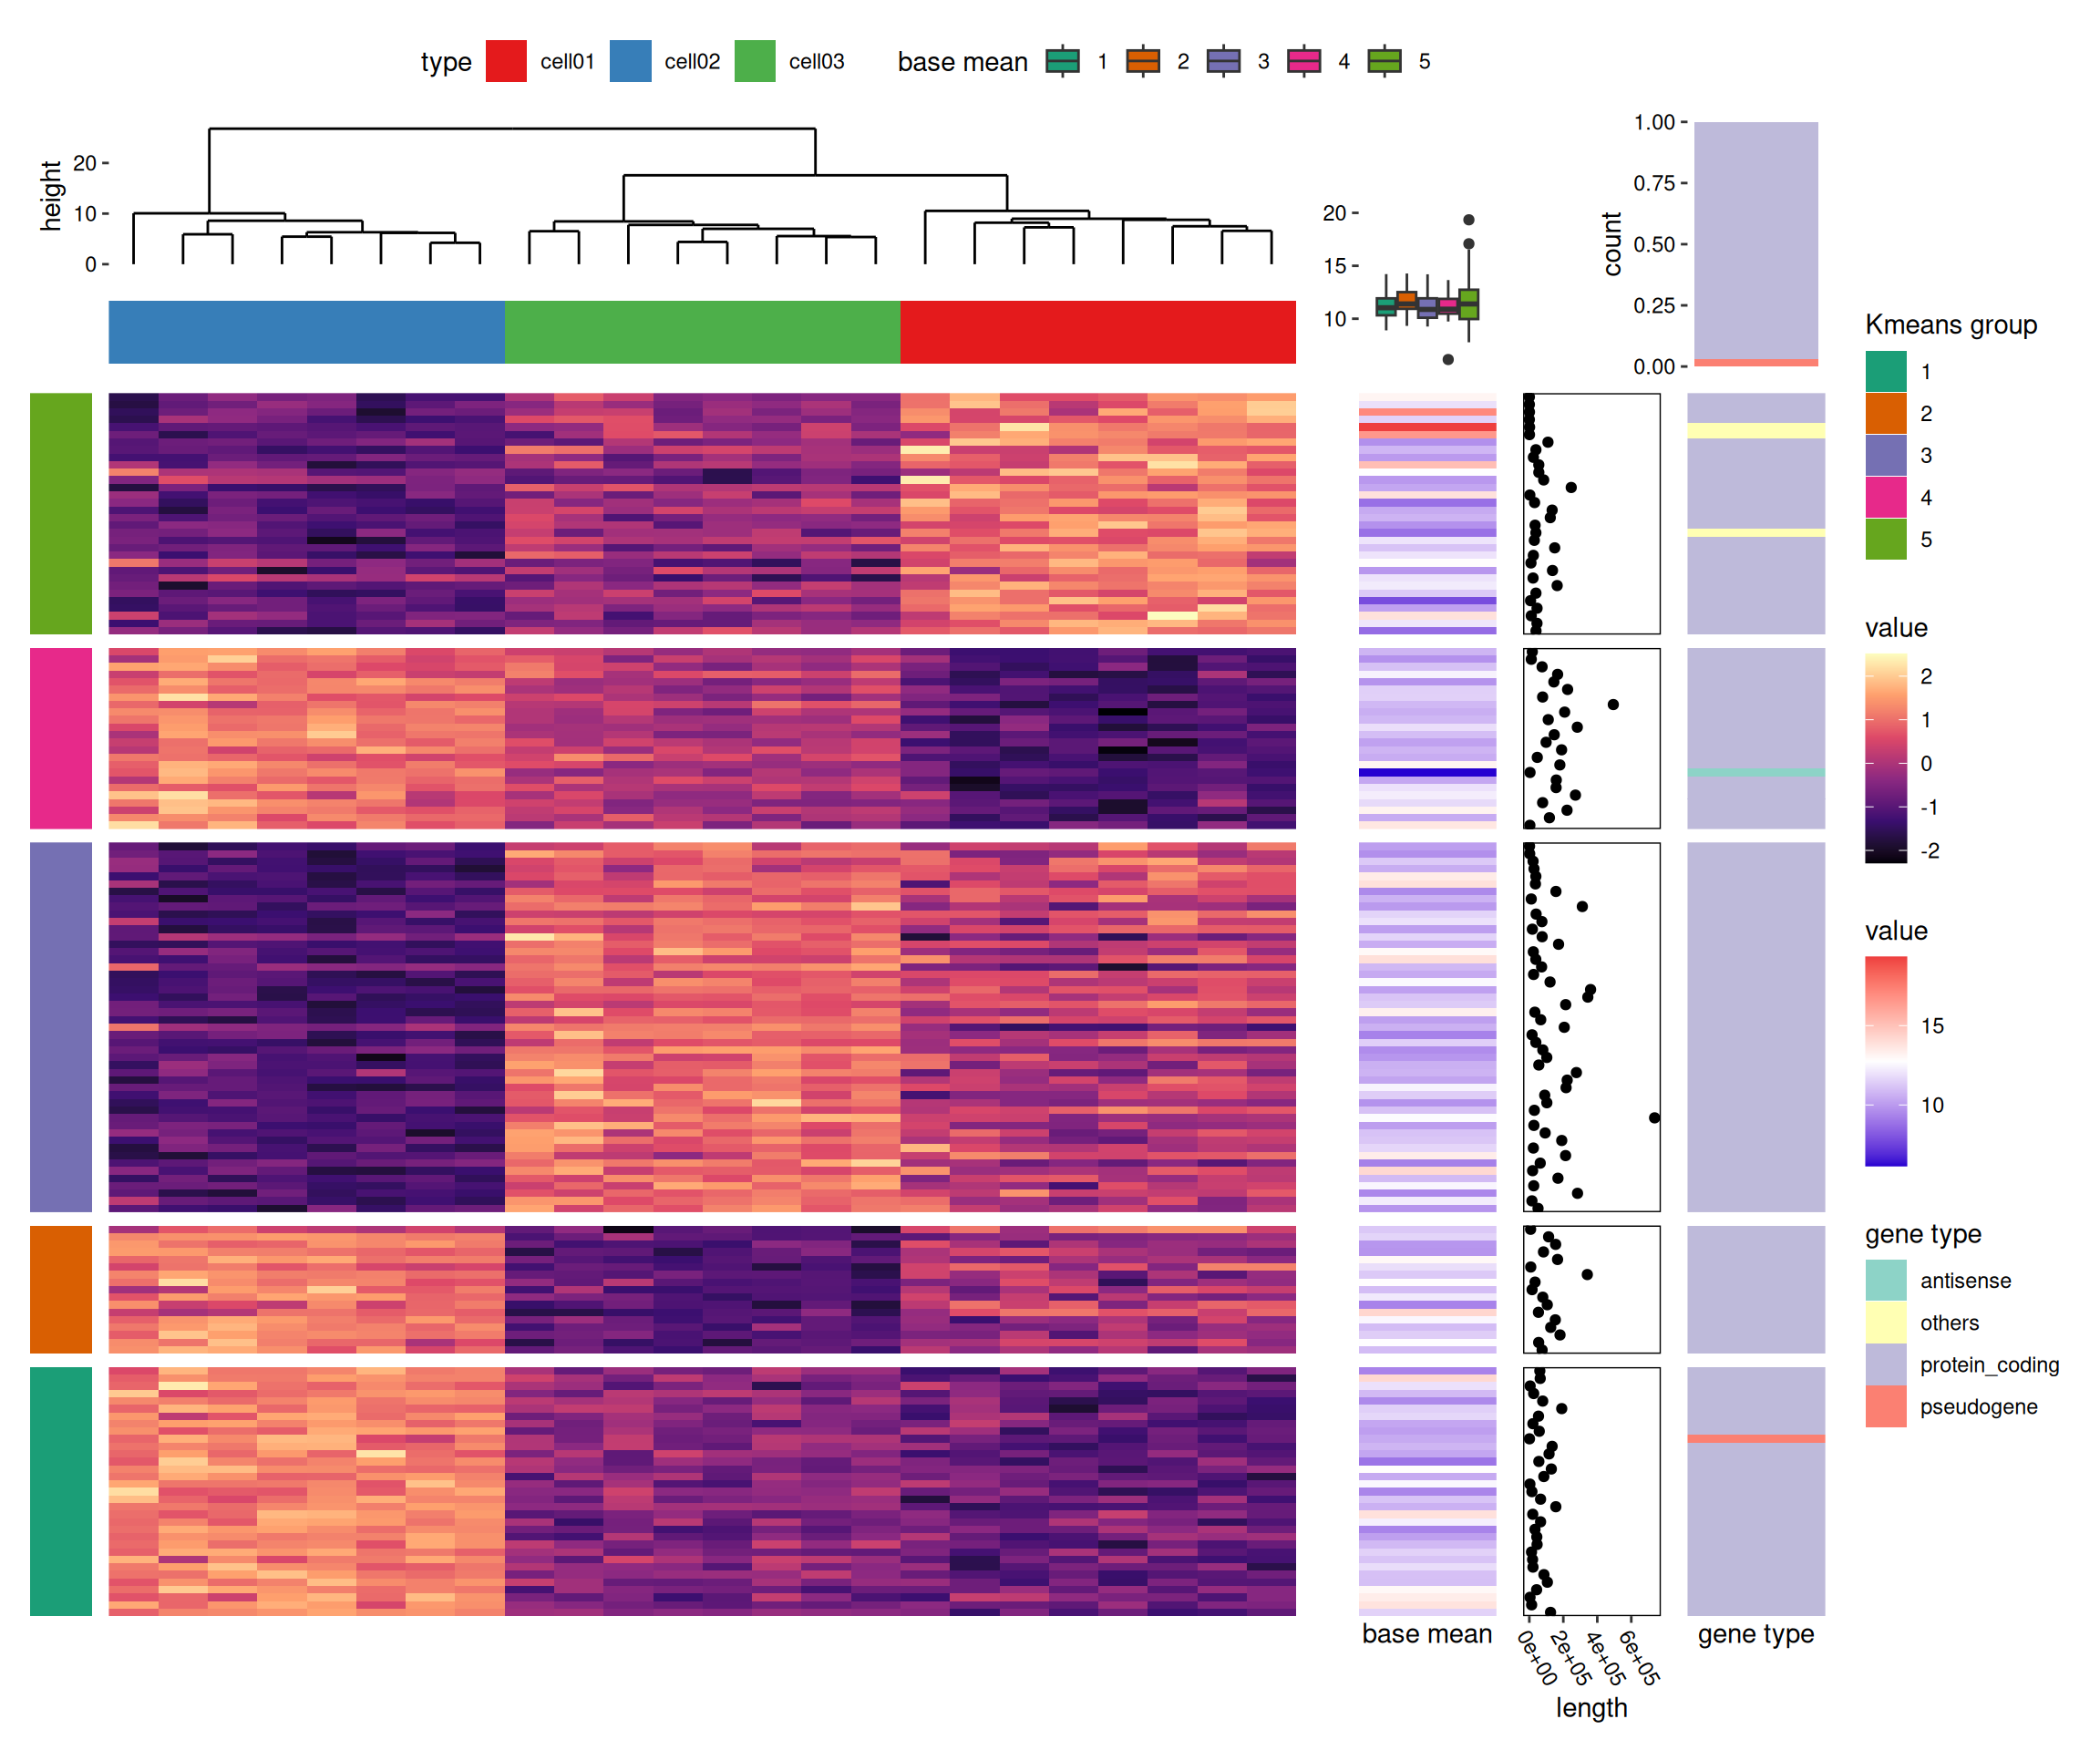 type cell01 cell02 cell03 base mean 1 2 3 4 5
height
20
10
0
20
15
10
count
1.00
0.75
0.50
0.25
0.00
Kmeans group
1
2
3
4
5
value
2
1
0
-1
-2
value
15
10
gene type
antisense
others
protein_coding
pseudogene
base mean
0e+00
2e+05
4e+05
6e+05
length
gene type